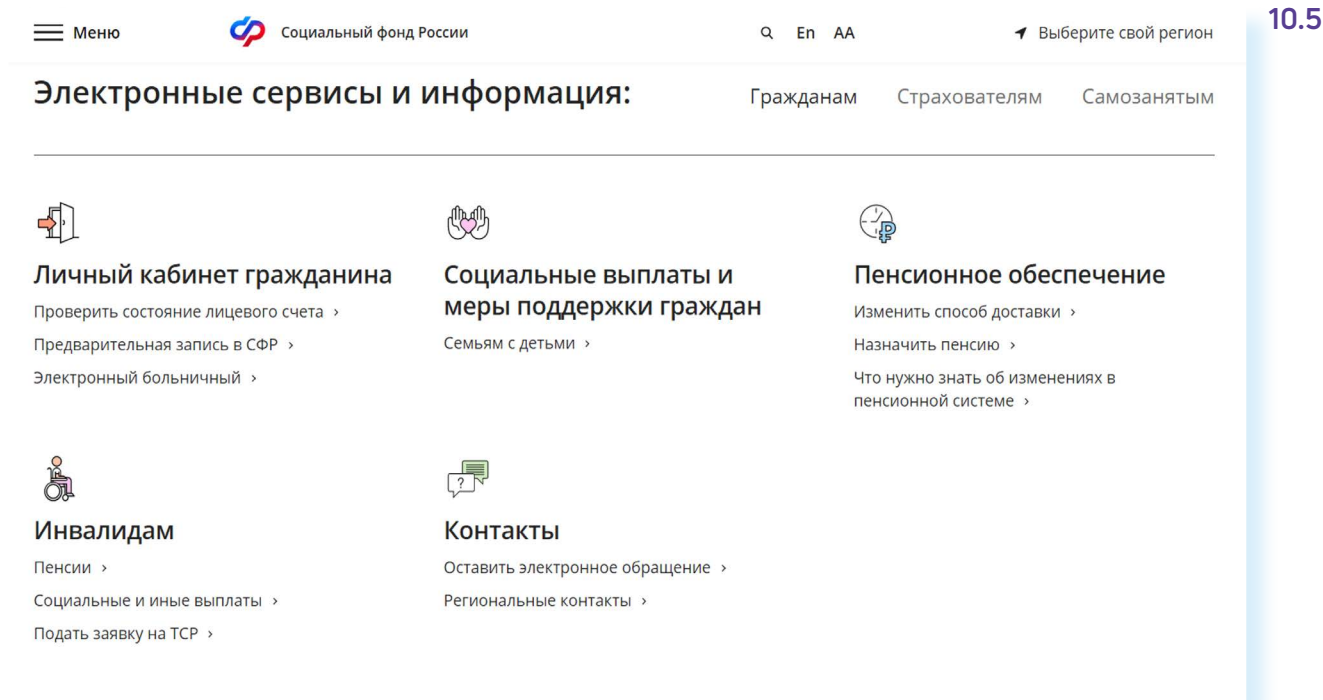 Меню
Социальный фонд России
En AA
Выберите свой регион
10.5
Электронные сервисы и информация:
Гражданам Страхователям Самозанятым
Личный кабинет гражданина
Проверить состояние лицевого счета ›
Предварительная запись в СФР ›
Электронный больничный ›
Социальные выплаты и
меры поддержки граждан
Семьям с детьми ›
Пенсионное обеспечение
Изменить способ доставки ›
Назначить пенсию ›
Что нужно знать об изменениях в
пенсионной системе ›
Инвалидам
Пенсии ›
Социальные и иные выплаты ›
Подать заявку на ТСР ›
?
Контакты
Оставить электронное обращение ›
Региональные контакты ›